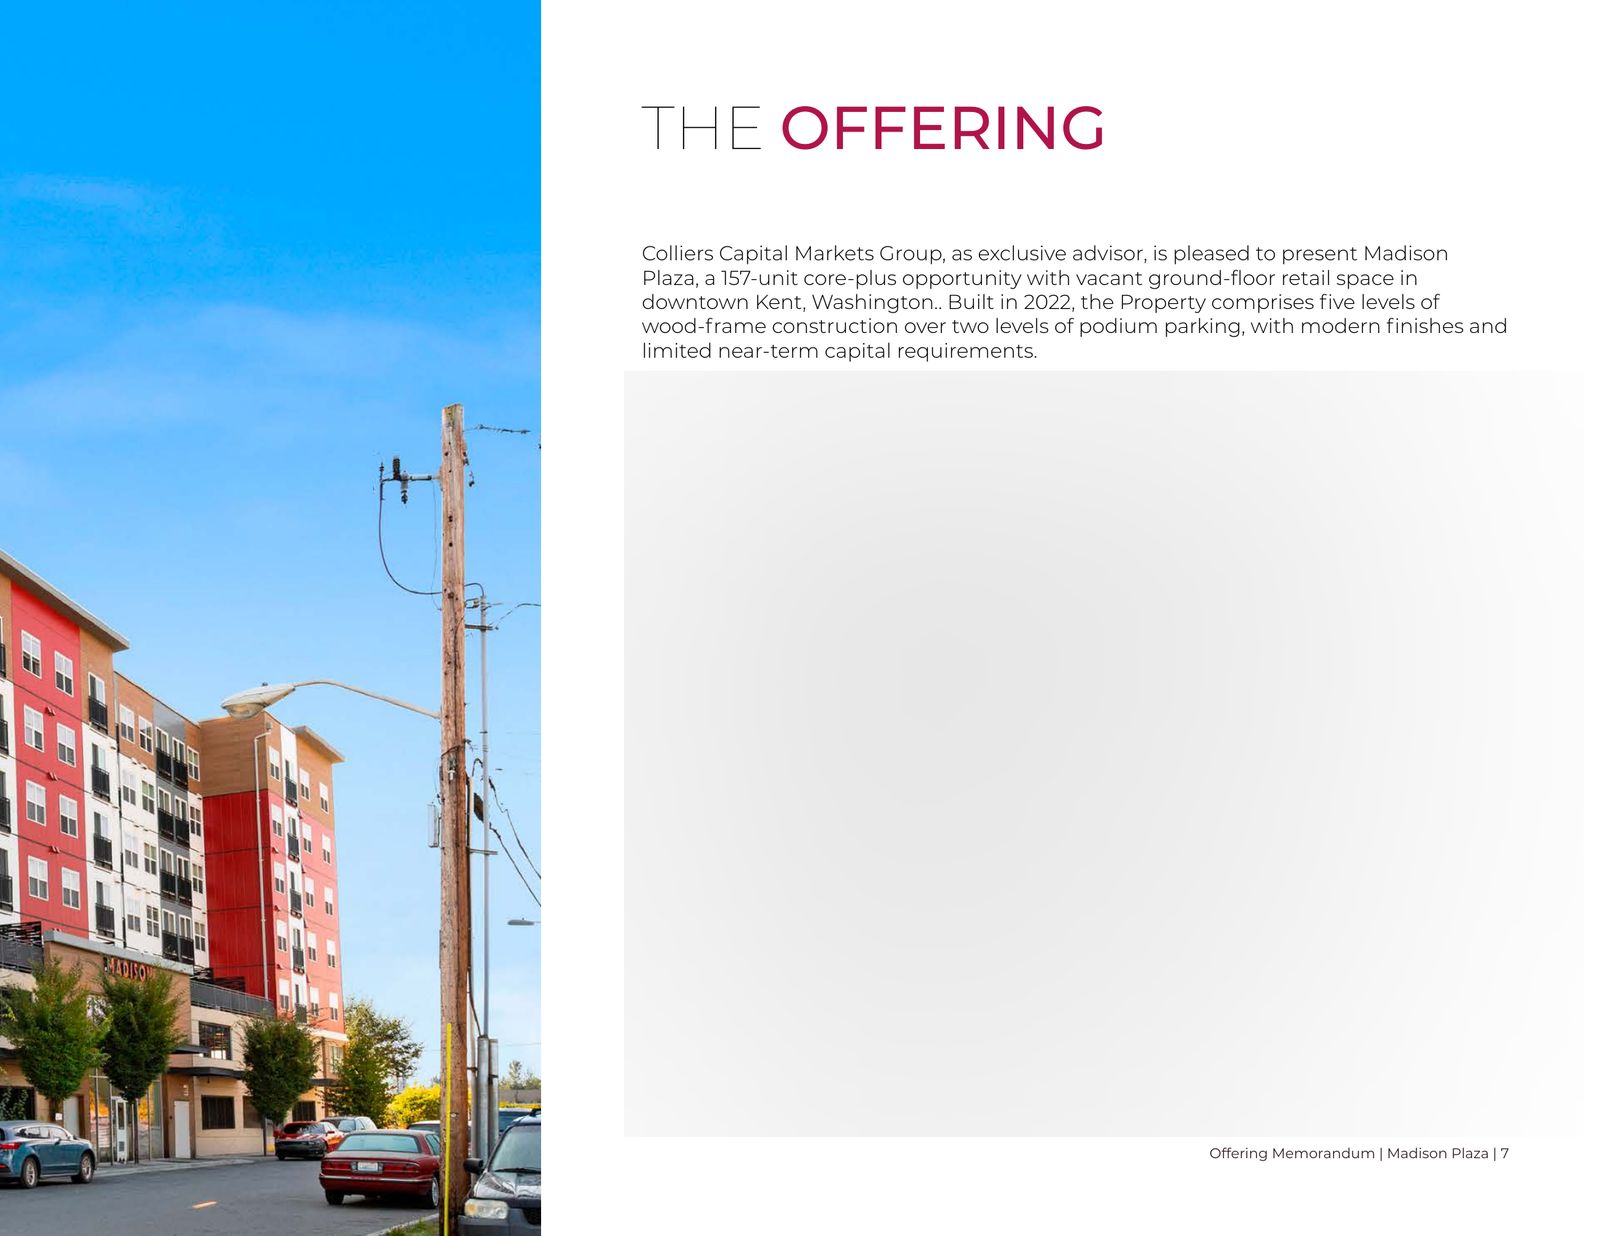 THE OFFERING
Colliers Capital Markets Group, as exclusive advisor, is pleased to present Madison
Plaza, a 157-unit core-plus opportunity with vacant ground-floor retail space in
downtown Kent, Washington.. Built in 2022, the Property comprises five levels of
wood-frame construction over two levels of podium parking, with modern finishes and
limited near-term capital requirements.
MADISON
Offering Memorandum | Madison Plaza | 7